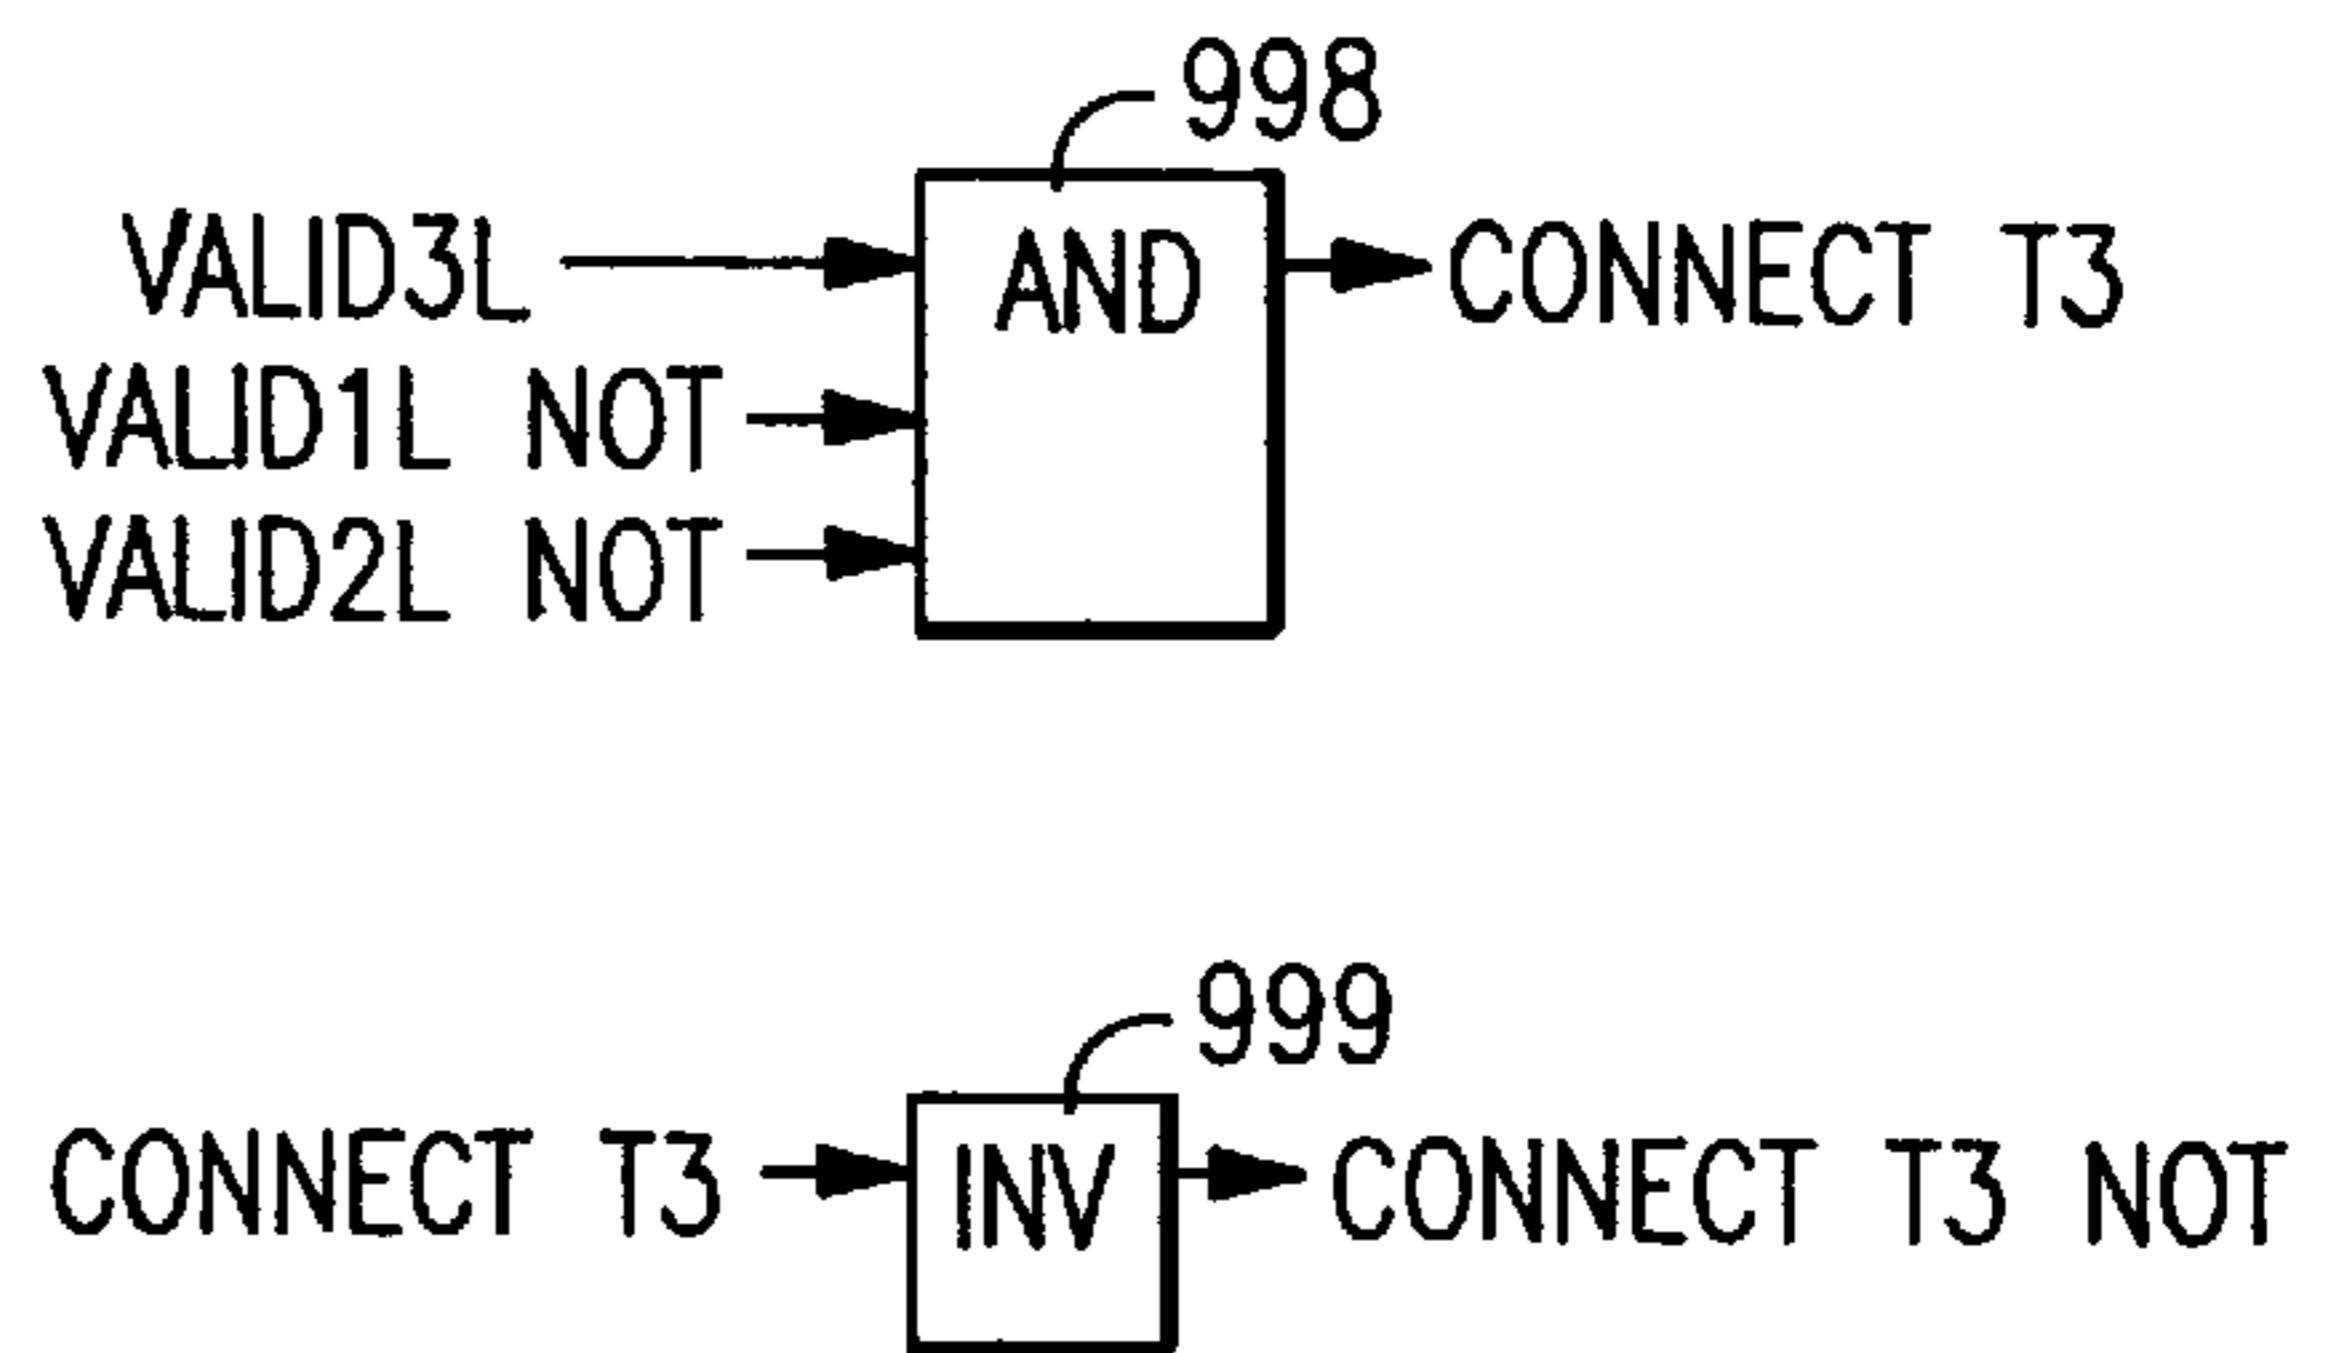 998
VALID3L AND CONNECT T3
VALID1L NOT
VALID2L NOT
999
CONNECT T3 INV CONNECT T3 NOT